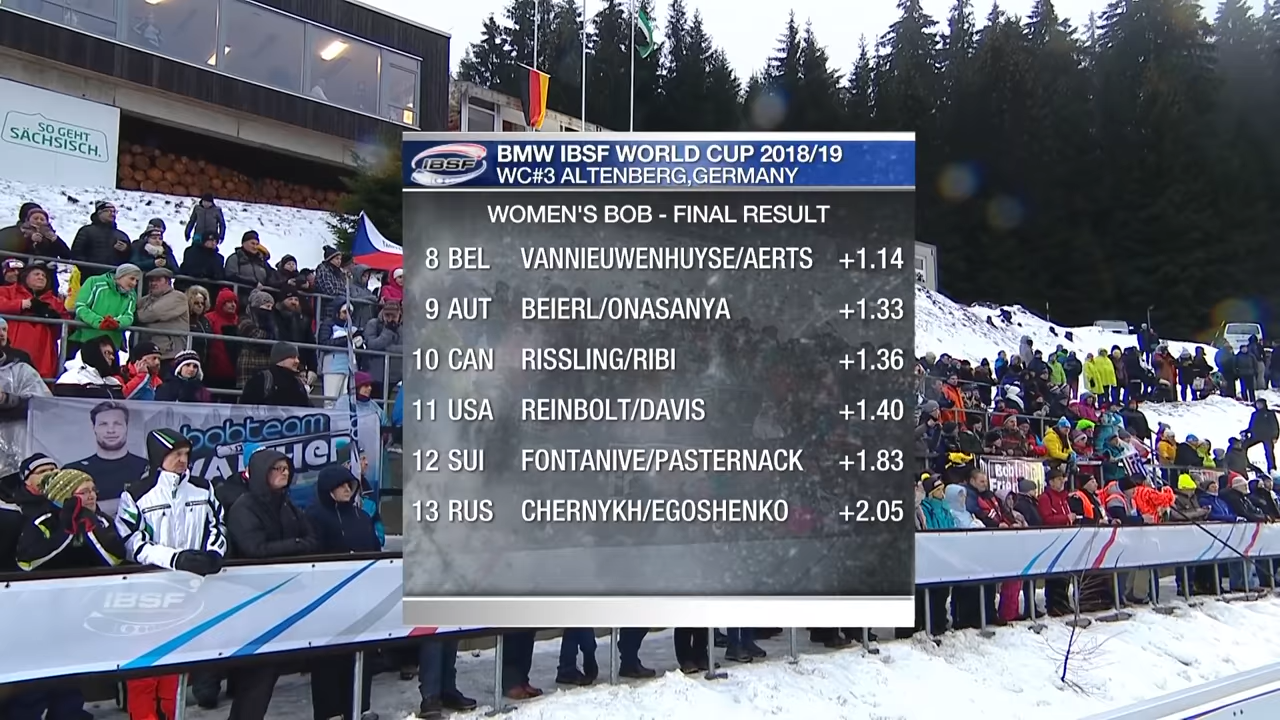 SO GEHT
SÄCHSISCH.
IBSF
BMW IBSF WORLD CUP 2018/19
WC#3 ALTENBERG,GERMANY
WOMEN'S BOB - FINAL RESULT
8 BEL VANNIEUWENHUYSE/AERTS +1.14
9 AUT BEIERL/ONASANYA +1.33
10 CAN RISSLING/RIBI +1.36
11 USA REINBOLT/DAVIS +1.40
12 SUI FONTANIVE/PASTERNACK +1.83
13 RUS CHERNYKH/EGOSHENKO +2.05
bobteam
Bob
IBSF